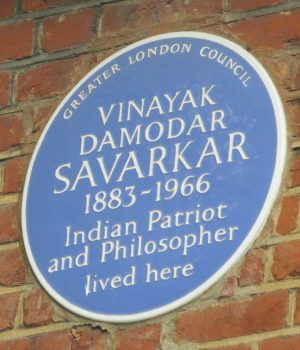 GREATER LONDON COUNCIL
VINAYAK
DAMODAR
SAVARKAR
1883-1966
Indian Patriot
and Philosopher
lived here